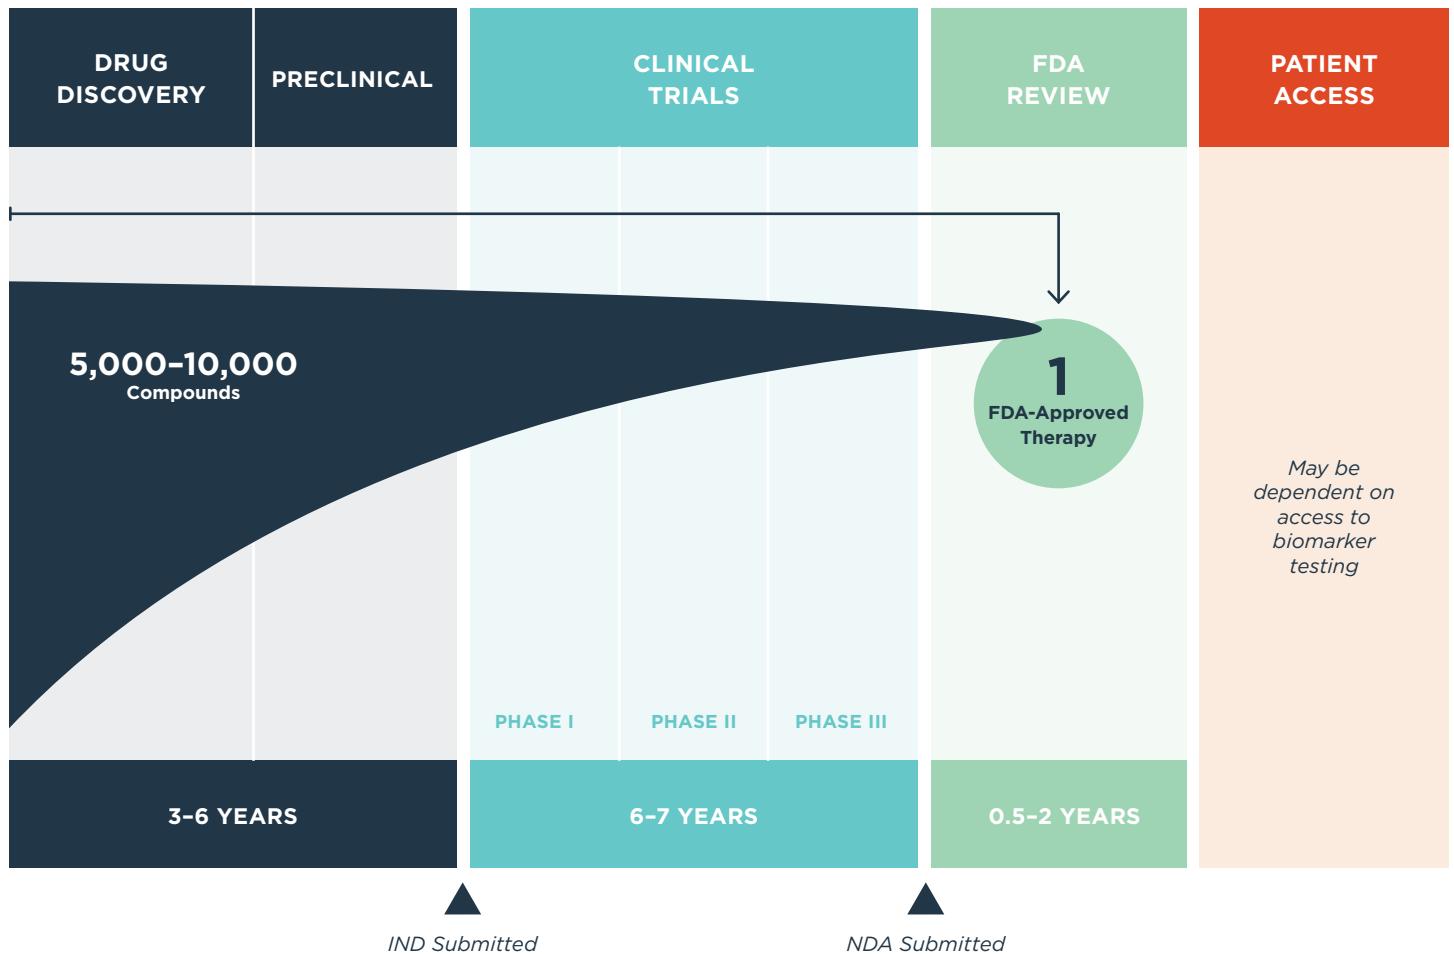 DRUG
DISCOVERY
PRECLINICAL
CLINICAL
TRIALS
FDA
REVIEW
PATIENT
ACCESS
5,000–10,000
Compounds
1
FDA-Approved
Therapy
May be
dependent on
access to
biomarker
testing
PHASE I
PHASE II
PHASE III
3–6 YEARS
6–7 YEARS
0.5–2 YEARS
IND Submitted
NDA Submitted